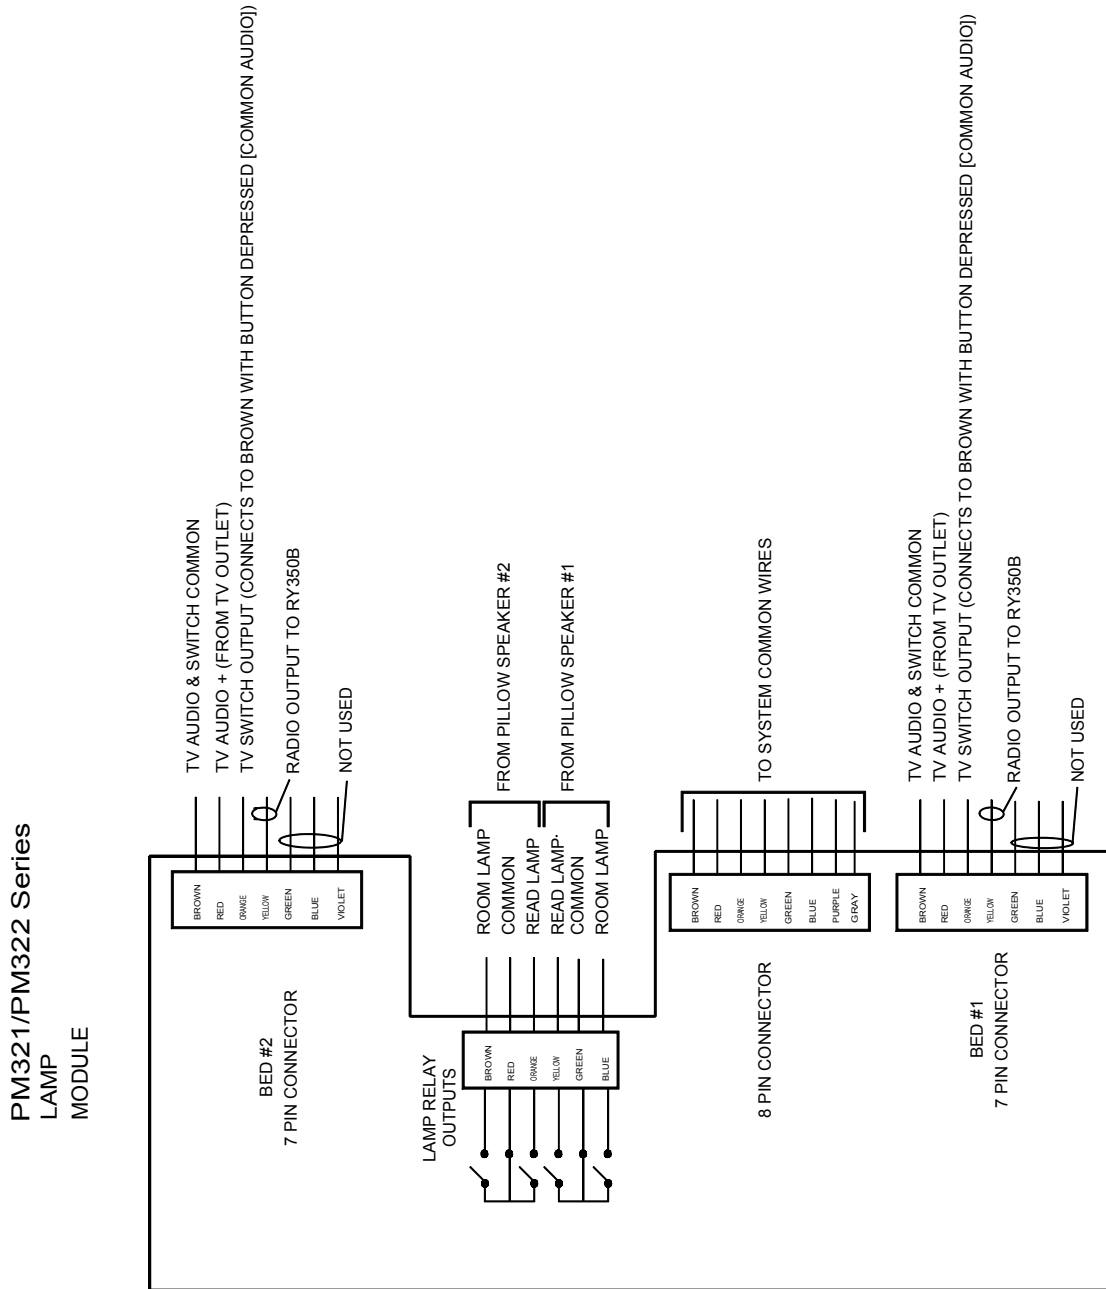 PM321/PM322 Series
LAMP
MODULE
TV AUDIO & SWITCH COMMON
TV AUDIO + (FROM TV OUTLET)
TV SWITCH OUTPUT (CONNECTS TO BROWN WITH BUTTON DEPRESSED [COMMON AUDIO])
RADIO OUTPUT TO RY350B
NOT USED
BROWN
RED
ORANGE
YELLOW
GREEN
BLUE
VIOLET
BED #2
7 PIN CONNECTOR
FROM PILLOW SPEAKER #2
FROM PILLOW SPEAKER #1
ROOM LAMP
COMMON
READ LAMP
READ LAMP·
COMMON
ROOM LAMP
BROWN
RED
ORANGE
YELLOW
GREEN
BLUE
LAMP RELAY
OUTPUTS
TO SYSTEM COMMON WIRES
BROWN
RED
ORANGE
YELLOW
GREEN
BLUE
PURPLE
GRAY
8 PIN CONNECTOR
TV AUDIO & SWITCH COMMON
TV AUDIO + (FROM TV OUTLET)
TV SWITCH OUTPUT (CONNECTS TO BROWN WITH BUTTON DEPRESSED [COMMON AUDIO])
RADIO OUTPUT TO RY350B
NOT USED
BROWN
RED
ORANGE
YELLOW
GREEN
BLUE
VIOLET
BED #1
7 PIN CONNECTOR